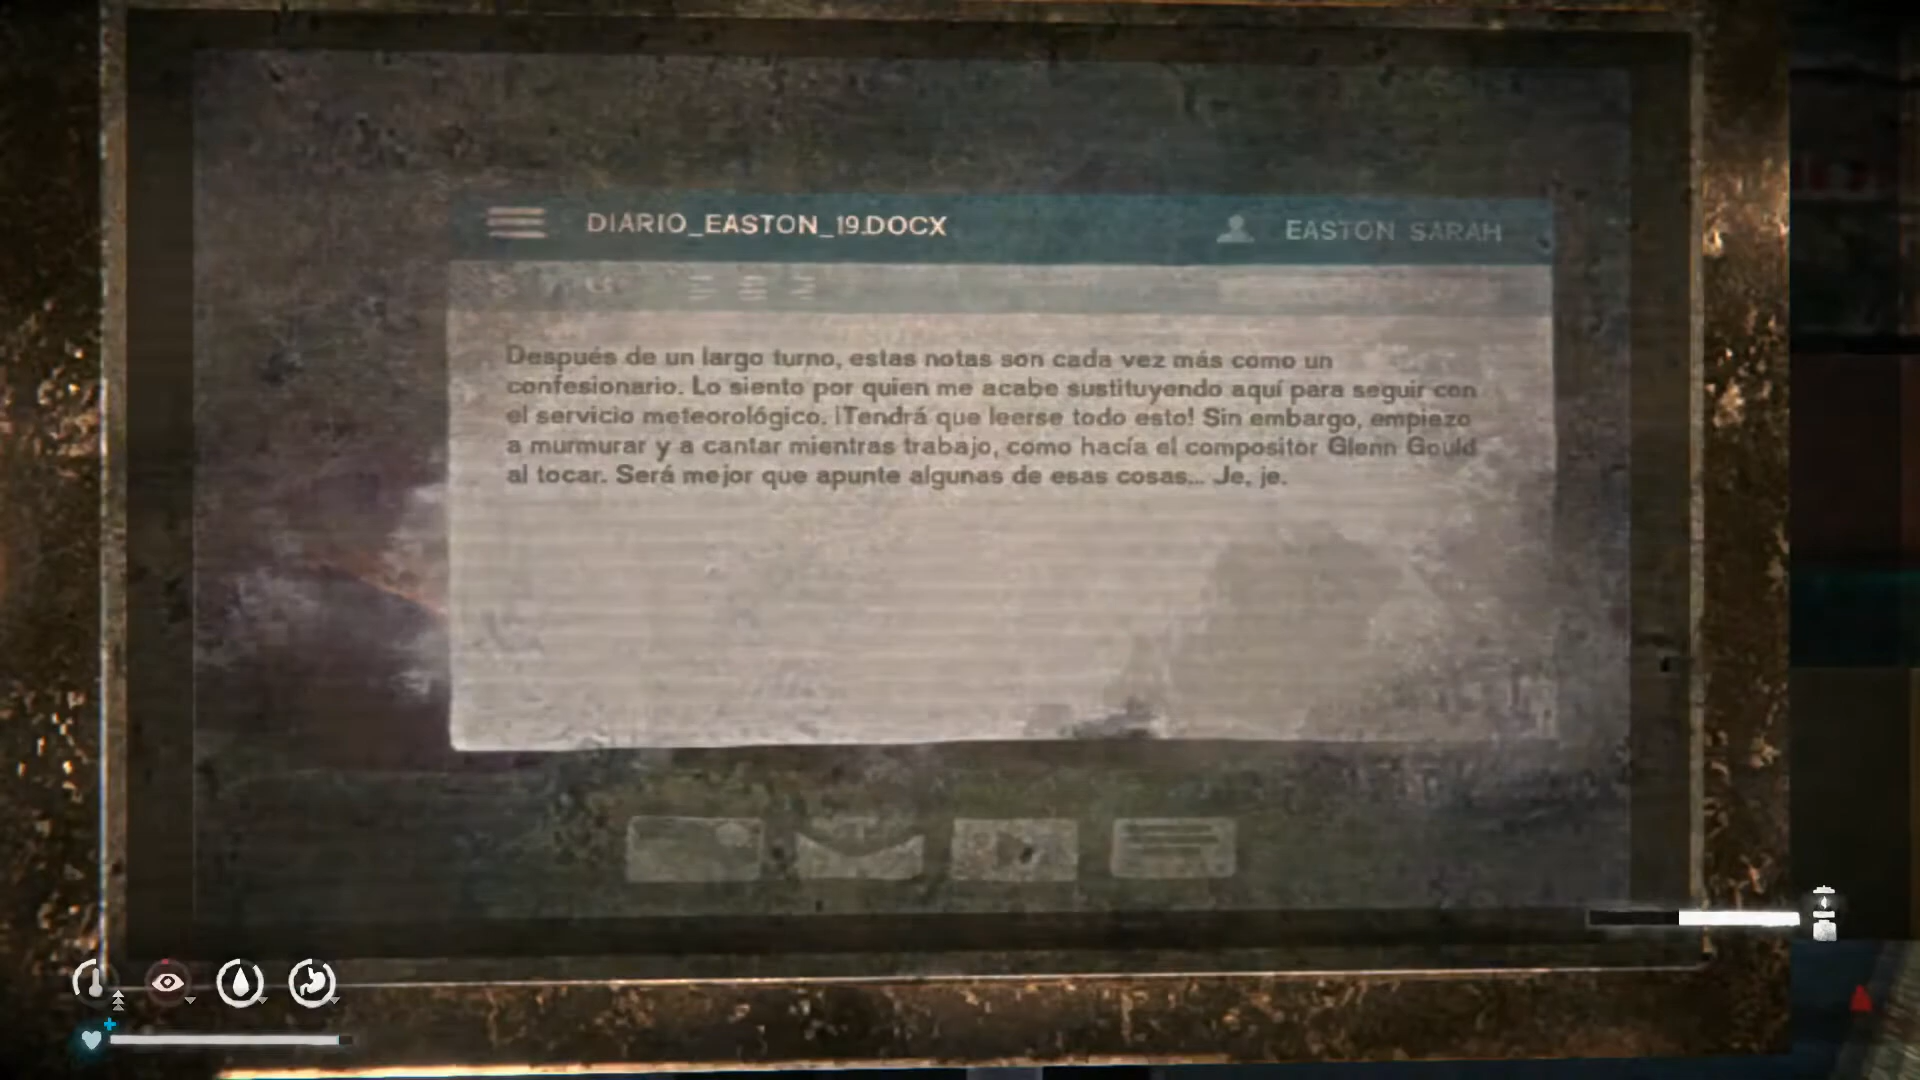 DIARIO_EASTON_19.DOCX
EASTON SARAH
Después de un largo turno, estas notas son cada vez más como un
confesionario. Lo siento por quien me acabe sustituyendo aquí para seguir con
el servicio meteorológico. ¡Tendrá que leerse todo esto! Sin embargo, empiezo
a murmurar y a cantar mientras trabajo, como hacía el compositor Glenn Gould
al tocar. Será mejor que apunte algunas de esas cosas... Je, je.